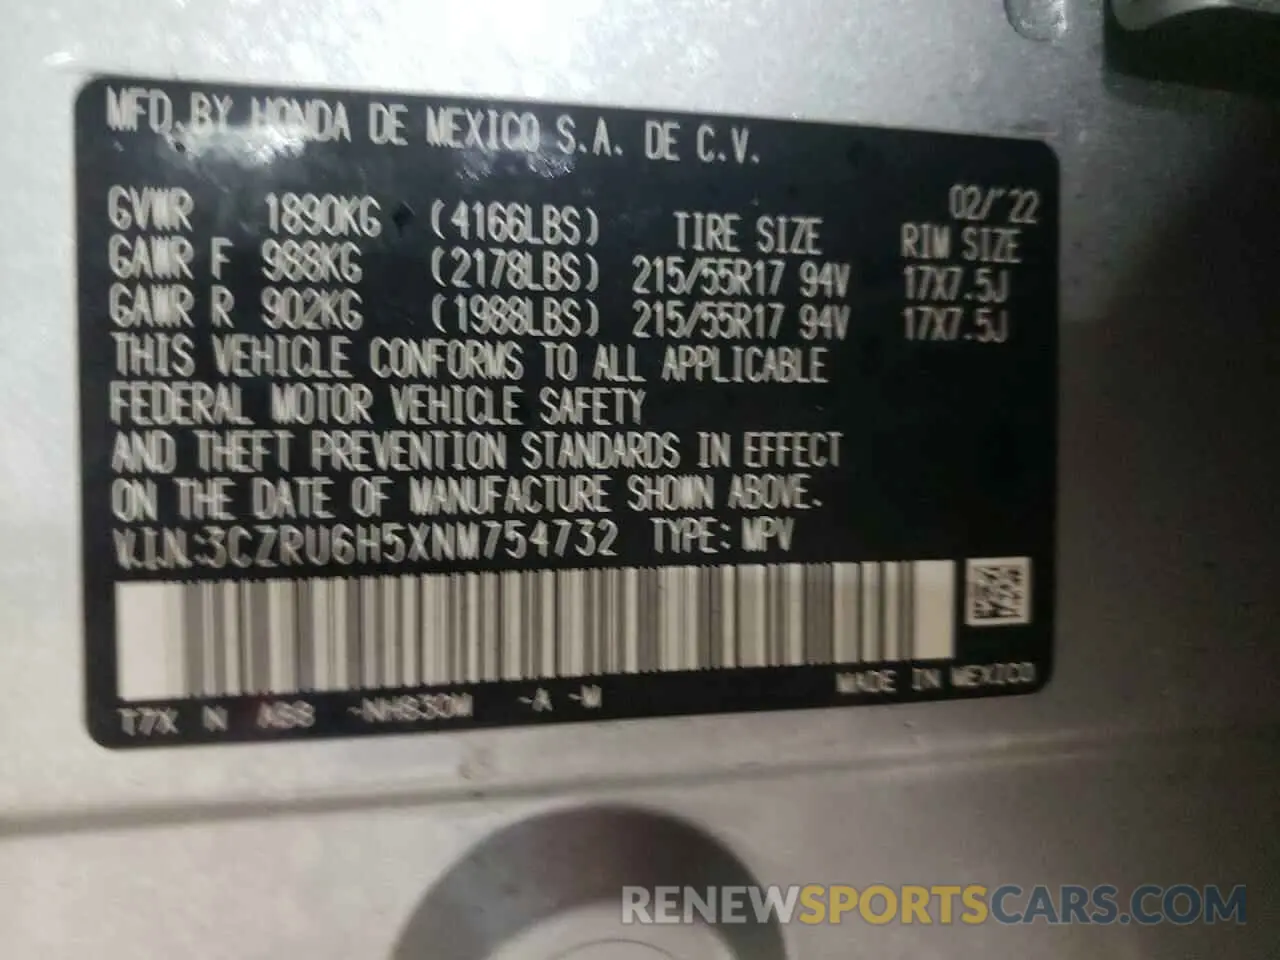 MFD. BY HONDA DE MEXICO S.A. DE C.V.
02/'22
GVWR 1890KG (4166LBS) TIRE SIZE RIM SIZE
GAWR F 988KG (2178LBS) 215/55R17 94V 17X7.5J
GAWR R 902KG (1988LBS) 215/55R17 94V 17X7.5J
THIS VEHICLE CONFORMS TO ALL APPLICABLE
FEDERAL MOTOR VEHICLE SAFETY
AND THEFT PREVENTION STANDARDS IN EFFECT
ON THE DATE OF MANUFACTURE SHOWN ABOVE.
V.I.N.:3CZRU6H5XNM754732 TYPE: MPV
T7X N AS8 -NH830M -A -M MADE IN MEXICO
RENEWSPORTSCARS.COM